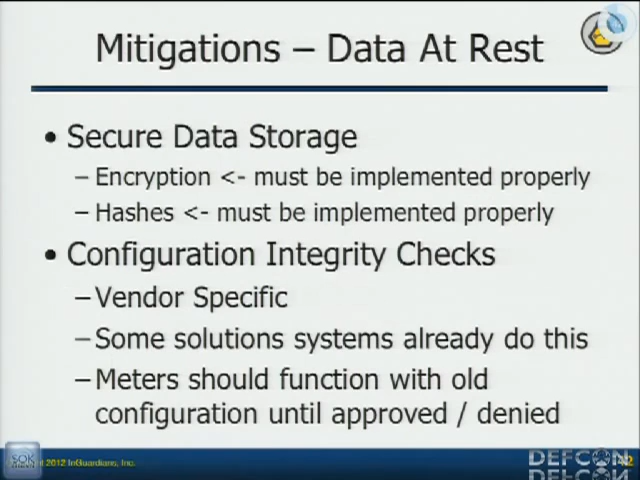 Mitigations – Data At Rest
• Secure Data Storage
– Encryption <- must be implemented properly
– Hashes <- must be implemented properly
• Configuration Integrity Checks
– Vendor Specific
– Some solutions systems already do this
– Meters should function with old
configuration until approved / denied
SOK
2012 InGuardians, Inc.
DEFCON
42